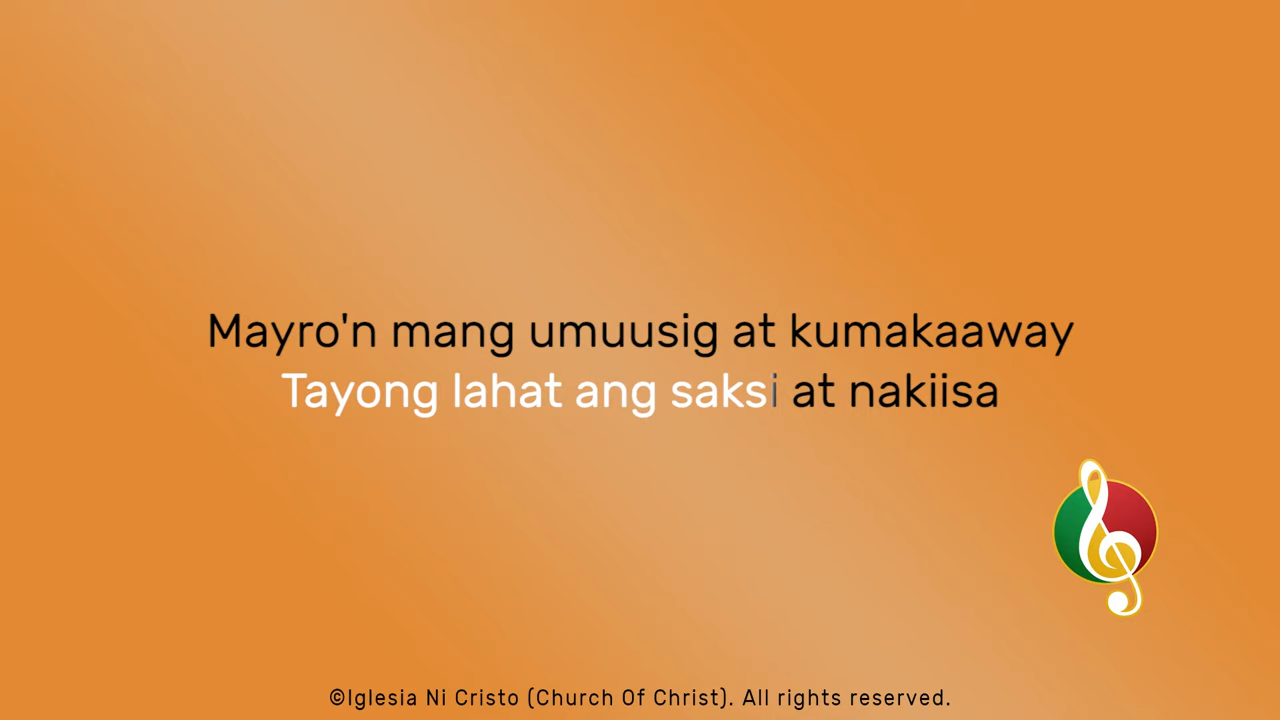 Mayro'n mang umuusig at kumakaaway
Tayong lahat ang saksi at nakiisa
©Iglesia Ni Cristo (Church Of Christ). All rights reserved.